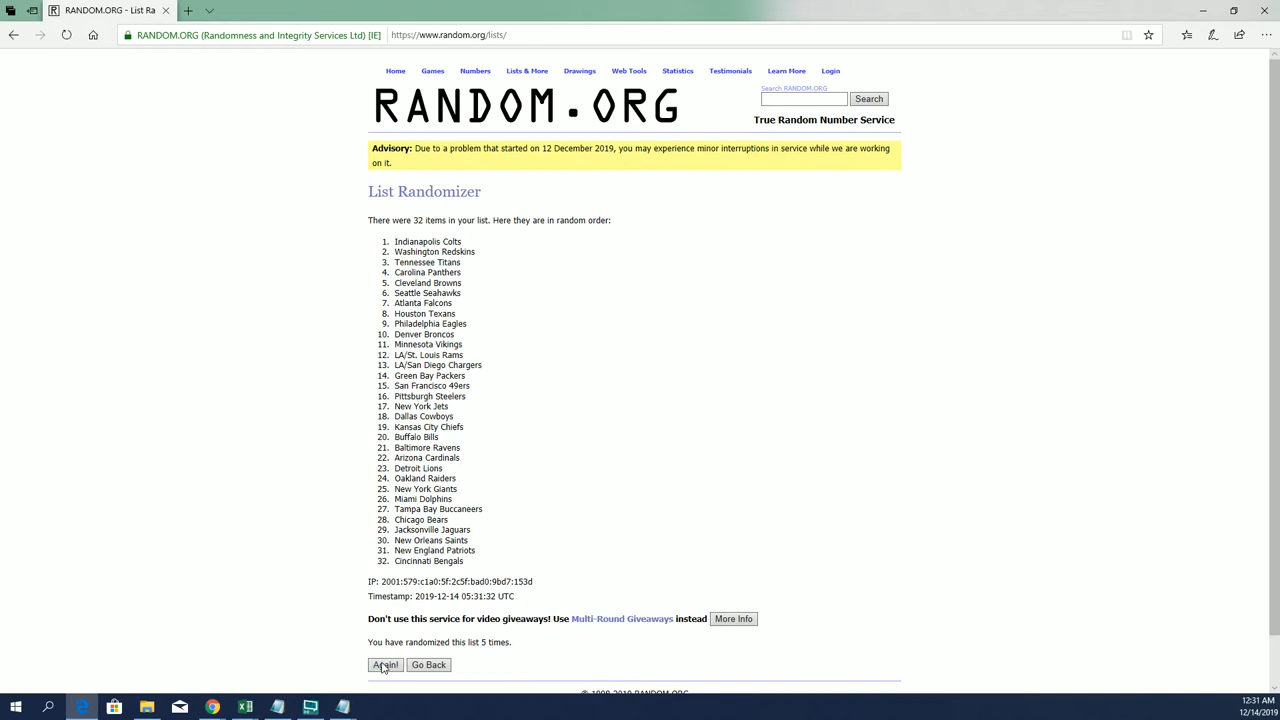 RANDOM.ORG - List Ra
RANDOM.ORG (Randomness and Integrity Services Ltd) [IE] https://www.random.org/lists/
Home Games Numbers Lists & More Drawings Web Tools Statistics Testimonials Learn More Login
RANDOM.ORG
Search RANDOM.ORG
Search
True Random Number Service
Advisory: Due to a problem that started on 12 December 2019, you may experience minor interruptions in service while we are working
on it.
List Randomizer
There were 32 items in your list. Here they are in random order:
1. Indianapolis Colts
2. Washington Redskins
3. Tennessee Titans
4. Carolina Panthers
5. Cleveland Browns
6. Seattle Seahawks
7. Atlanta Falcons
8. Houston Texans
9. Philadelphia Eagles
10. Denver Broncos
11. Minnesota Vikings
12. LA/St. Louis Rams
13. LA/San Diego Chargers
14. Green Bay Packers
15. San Francisco 49ers
16. Pittsburgh Steelers
17. New York Jets
18. Dallas Cowboys
19. Kansas City Chiefs
20. Buffalo Bills
21. Baltimore Ravens
22. Arizona Cardinals
23. Detroit Lions
24. Oakland Raiders
25. New York Giants
26. Miami Dolphins
27. Tampa Bay Buccaneers
28. Chicago Bears
29. Jacksonville Jaguars
30. New Orleans Saints
31. New England Patriots
32. Cincinnati Bengals
IP: 2001:579:c1a0:5f:2c5f:bad0:9bd7:153d
Timestamp: 2019-12-14 05:31:32 UTC
Don't use this service for video giveaways! Use Multi-Round Giveaways instead More Info
You have randomized this list 5 times.
Again! Go Back
© 1998-2019 RANDOM.ORG
12:31 AM
12/14/2019